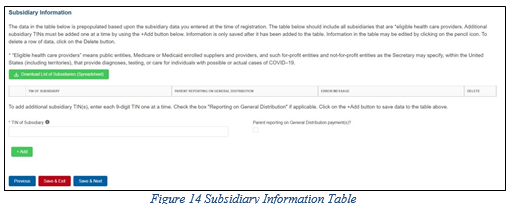 Subsidiary Information
The data in the table below is prepopulated based upon the subsidiary data you entered at the time of registration. The table below should include all subsidiaries that are *eligible health care providers. Additional
subsidiary TINs must be added one at a time by using the +Add button below. Information is only saved after it has been added to the table. Information in the table may be edited by clicking on the pencil icon. To
delete a row of data, click on the Delete button.
* "Eligible health care providers" means public entities, Medicare or Medicaid enrolled suppliers and providers, and such for-profit entities and not-for-profit entities as the Secretary may specify, within the United
States (including territories), that provide diagnoses, testing, or care for individuals with possible or actual cases of COVID–19.
Download List of Subsidiaries (Spreadsheet)
TIN OF SUBSIDIARY PARENT REPORTING ON GENERAL DISTRIBUTION ERROR MESSAGE DELETE
To add additional subsidiary TIN(s), enter each 9-digit TIN one at a time. Check the box "Reporting on General Distribution" if applicable. Click on the +Add button to save data to the table above.
* TIN of Subsidiary Parent reporting on General Distribution payment(s)?
+ Add
Previous Save & Exit Save & Next
Figure 14 Subsidiary Information Table